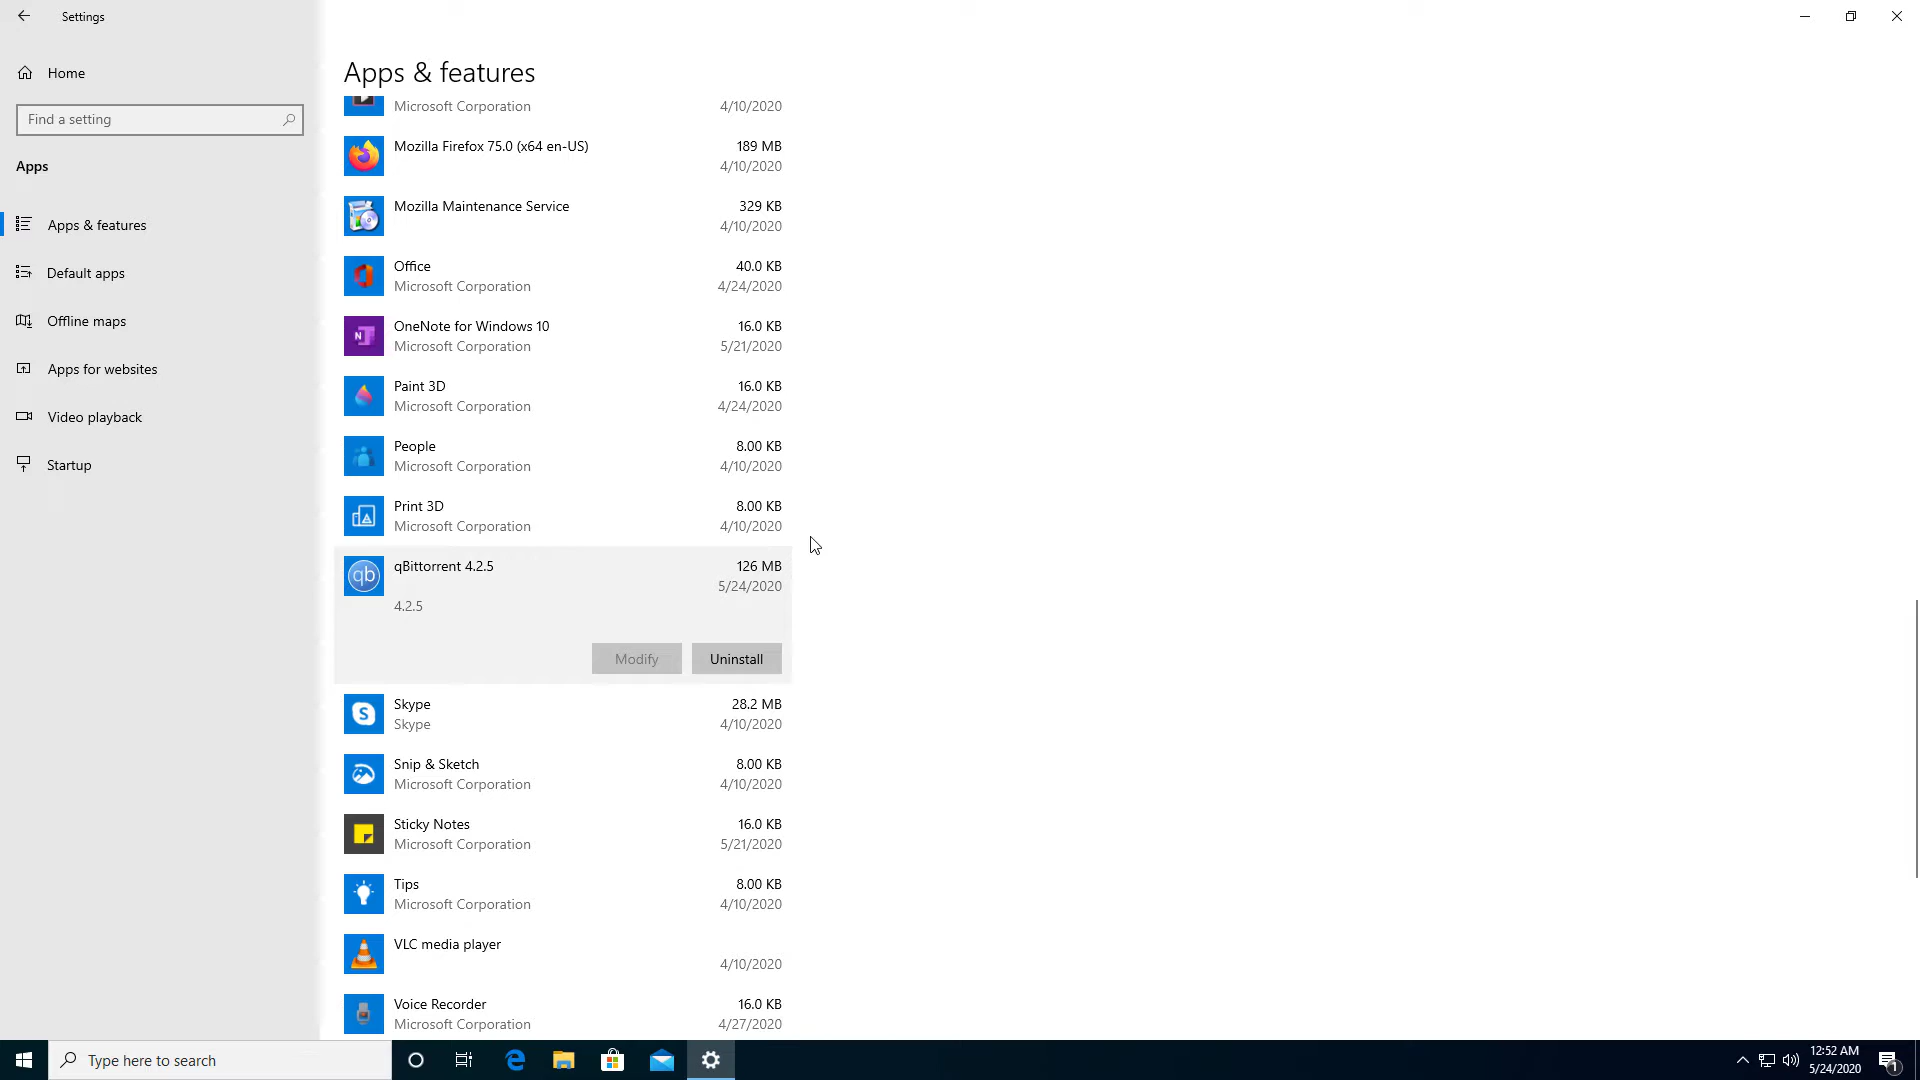 Settings
Home
Find a setting
Apps
Apps & features
Default apps
Offline maps
Apps for websites
Video playback
Startup
Apps & features
Microsoft Corporation 4/10/2020
Mozilla Firefox 75.0 (x64 en-US) 189 MB
4/10/2020
Mozilla Maintenance Service 329 KB
4/10/2020
Office 40.0 KB
Microsoft Corporation 4/24/2020
OneNote for Windows 10 16.0 KB
Microsoft Corporation 5/21/2020
Paint 3D 16.0 KB
Microsoft Corporation 4/24/2020
People 8.00 KB
Microsoft Corporation 4/10/2020
Print 3D 8.00 KB
Microsoft Corporation 4/10/2020
qb
qBittorrent 4.2.5 126 MB
5/24/2020
4.2.5
Modify Uninstall
Skype 28.2 MB
Skype 4/10/2020
Snip & Sketch 8.00 KB
Microsoft Corporation 4/10/2020
Sticky Notes 16.0 KB
Microsoft Corporation 5/21/2020
Tips 8.00 KB
Microsoft Corporation 4/10/2020
VLC media player
4/10/2020
Voice Recorder 16.0 KB
Microsoft Corporation 4/27/2020
Type here to search
12:52 AM
5/24/2020
1